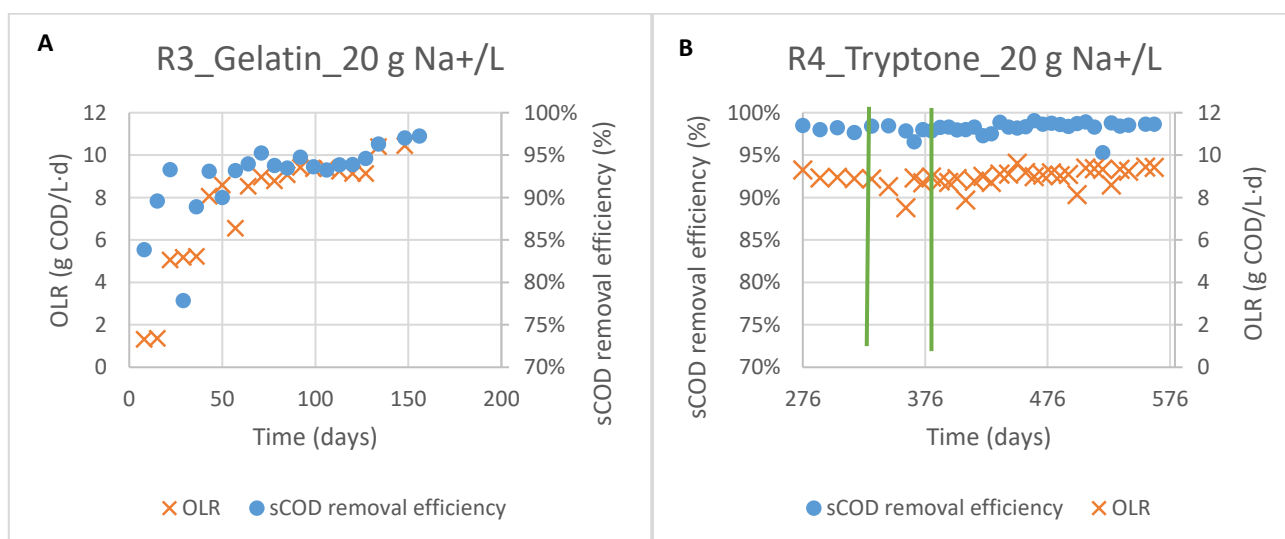 A
R3_Gelatin_20 g Na+/L
12
10
8
6
4
2
0
OLR (g COD/L·d)
100%
95%
90%
85%
80%
75%
70%
sCOD removal efficiency (%)
0 50 100 150 200
Time (days)
OLR sCOD removal efficiency
B
R4_Tryptone_20 g Na+/L
100%
95%
90%
85%
80%
75%
70%
sCOD removal efficiency (%)
12
10
8
6
4
2
0
OLR (g COD/L·d)
276 376 476 576
Time (days)
sCOD removal efficiency OLR